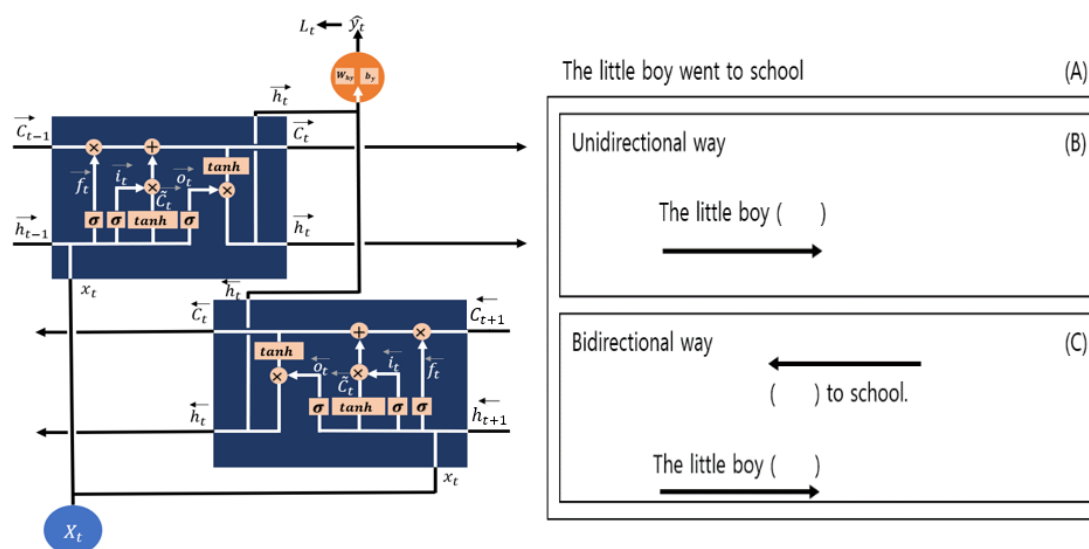 L_t ŷ_t
W_{hy} b_y
→h_t
→C_{t-1} →C_t
× +
tanh
→f_t →i_t × C̃_t →o_t ×
σ σ tanh σ
→h_{t-1} →h_t
x_t
←h_t
←C_t ←C_{t+1}
+ ×
tanh
× ←o_t C̃_t × ←i_t ←f_t
σ tanh σ σ
←h_t ←h_{t+1}
x_t
X_t
The little boy went to school (A)
Unidirectional way (B)
The little boy ( )
Bidirectional way (C)
( ) to school.
The little boy ( )